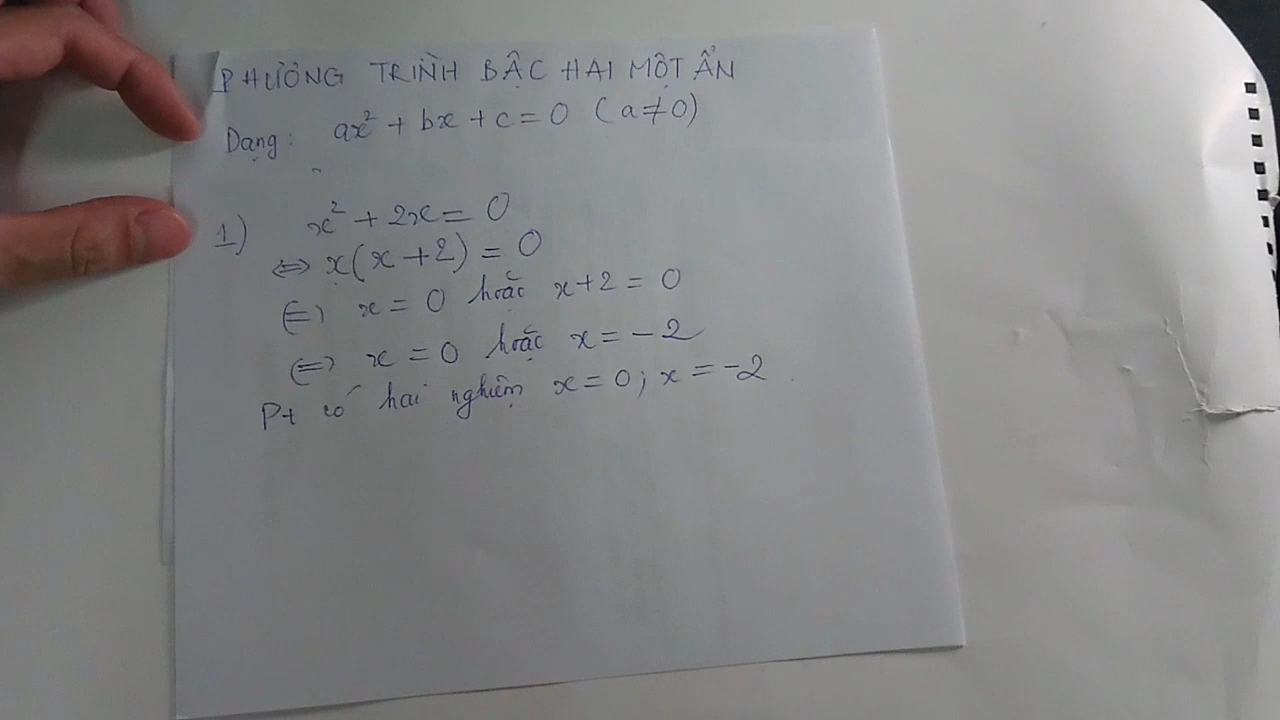 PHƯƠNG TRÌNH BẬC HAI MỘT ẨN
Dạng: ax² + bx + c = 0 (a ≠ 0)
1) x² + 2x = 0
⇔ x(x + 2) = 0
⇔ x = 0 hoặc x + 2 = 0
⇔ x = 0 hoặc x = -2
Pt có hai nghiệm x = 0; x = -2.